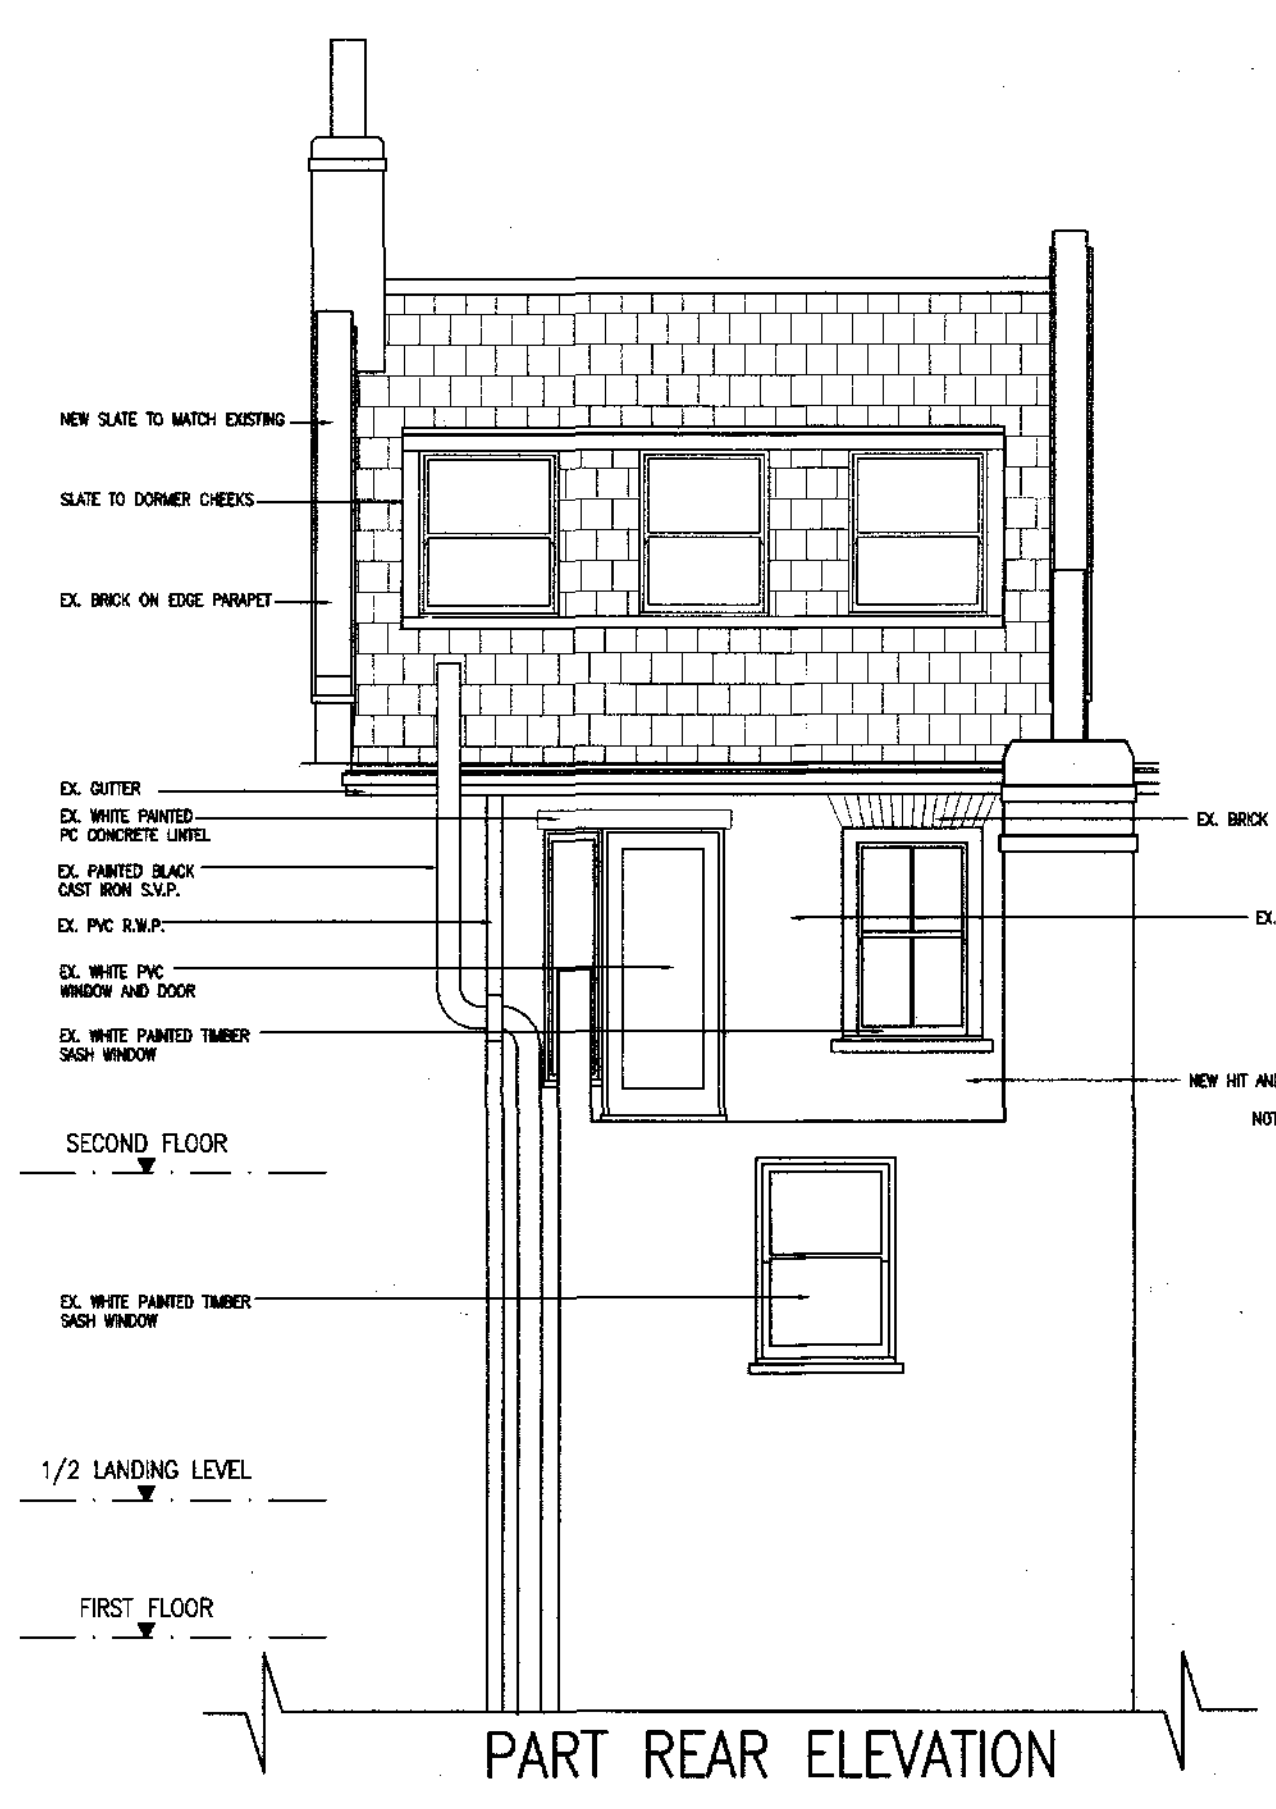 NEW SLATE TO MATCH EXISTING
SLATE TO DORMER CHEEKS
EX. BRICK ON EDGE PARAPET
EX. GUTTER
EX. WHITE PAINTED
PC CONCRETE LINTEL
EX. BRICK
EX. PAINTED BLACK
CAST IRON S.V.P.
EX. PVC R.W.P.
EX.
EX. WHITE PVC
WINDOW AND DOOR
EX. WHITE PAINTED TIMBER
SASH WINDOW
NEW HIT AN
NOT
SECOND FLOOR
EX. WHITE PAINTED TIMBER
SASH WINDOW
1/2 LANDING LEVEL
FIRST FLOOR
PART REAR ELEVATION